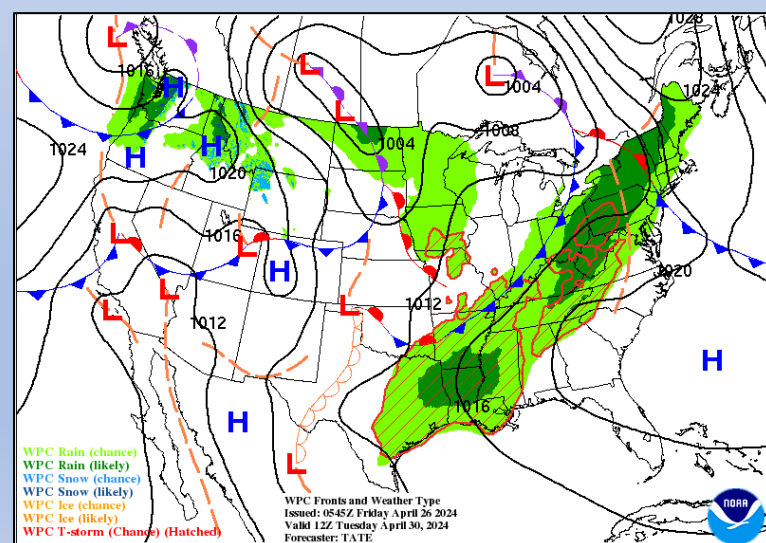 1028
L
1016
H
L
L
1004
1024
L
1004
1008
1024
H
H
1020
L
1016
L
H
1020
L
L
1012
L
1012
H
1016
H
L
WPC Rain (chance)
WPC Rain (likely)
WPC Snow (chance)
WPC Snow (likely)
WPC Ice (chance)
WPC Ice (likely)
WPC T-storm (Chance) (Hatched)
WPC Fronts and Weather Type
Issued: 0545Z Friday April 26 2024
Valid 12Z Tuesday April 30, 2024
Forecaster: TATE
NOAA